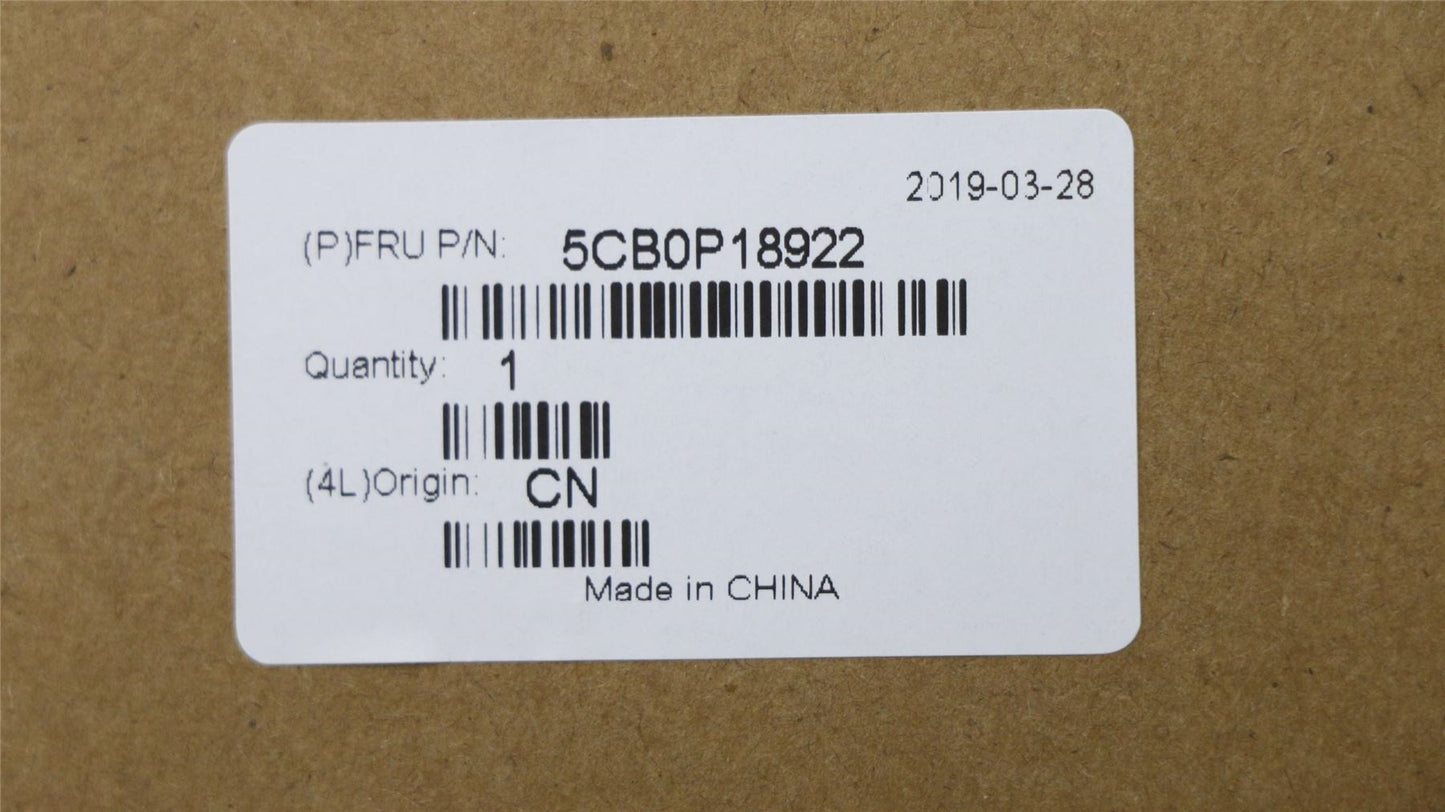 2019-03-28
(P)FRU P/N: 5CB0P18922
Quantity: 1
(4L)Origin: CN
Made in CHINA